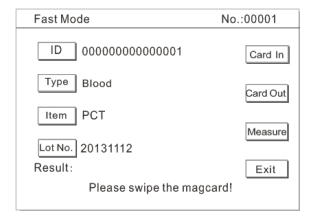 Fast Mode No.:00001
ID 000000000000001 Card In
Type Blood Card Out
Item PCT
Measure
Lot No. 20131112
Result: Exit
Please swipe the magcard!